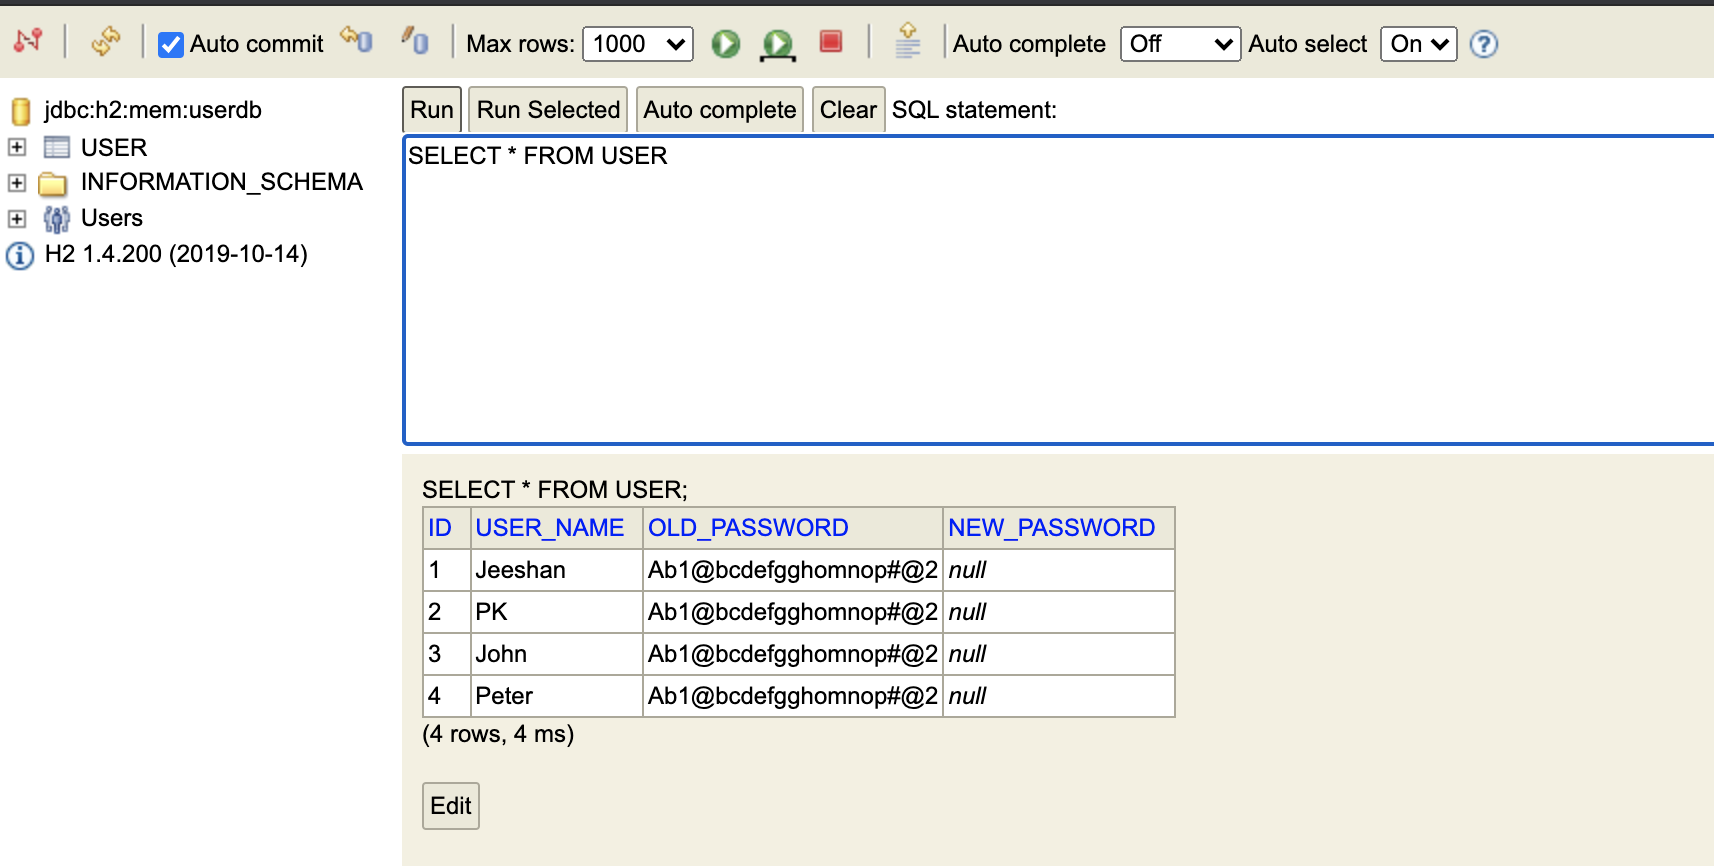 Auto commit Max rows: 1000 Auto complete Off Auto select On ?
jdbc:h2:mem:userdb
USER
INFORMATION_SCHEMA
Users
H2 1.4.200 (2019-10-14)
Run Run Selected Auto complete Clear SQL statement:
SELECT * FROM USER
SELECT * FROM USER;
ID USER_NAME OLD_PASSWORD NEW_PASSWORD
1 Jeeshan Ab1@bcdefgghomnop#@2 null
2 PK Ab1@bcdefgghomnop#@2 null
3 John Ab1@bcdefgghomnop#@2 null
4 Peter Ab1@bcdefgghomnop#@2 null
(4 rows, 4 ms)
Edit